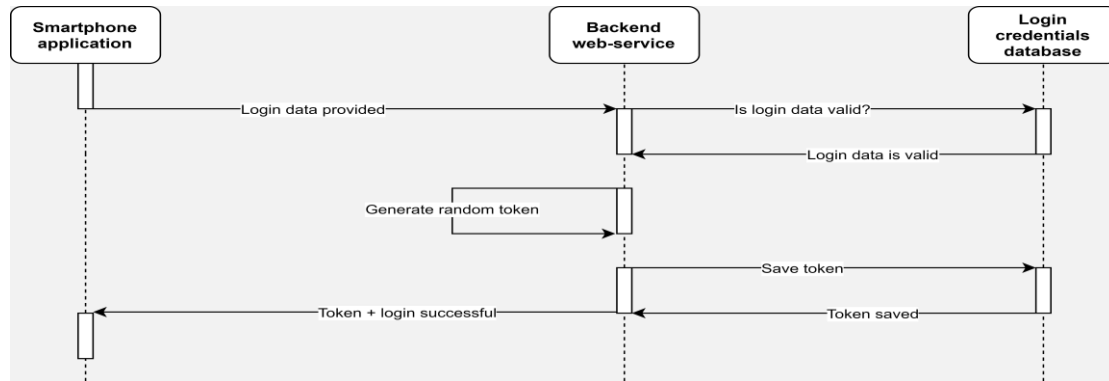 Smartphone
application
Backend
web-service
Login
credentials
database
Login data provided
Is login data valid?
Login data is valid
Generate random token
Save token
Token + login successful
Token saved